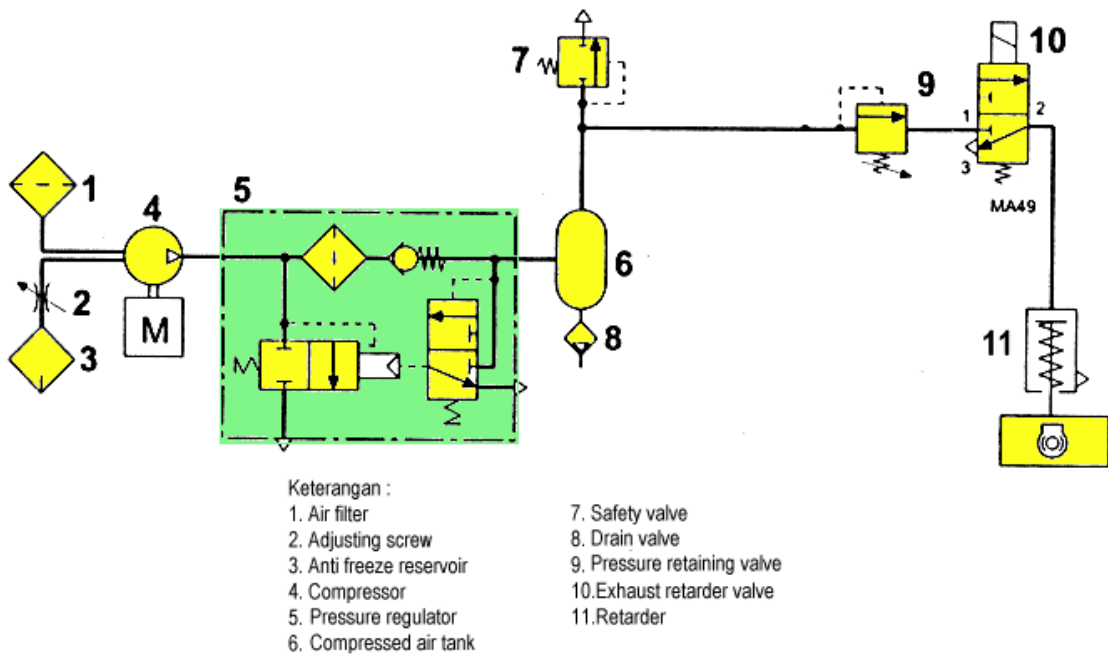 7
10
9
1
2
3
MA49
1
4
5
2
M
3
6
8
11
Keterangan :
1. Air filter
2. Adjusting screw
3. Anti freeze reservoir
4. Compressor
5. Pressure regulator
6. Compressed air tank
7. Safety valve
8. Drain valve
9. Pressure retaining valve
10.Exhaust retarder valve
11.Retarder